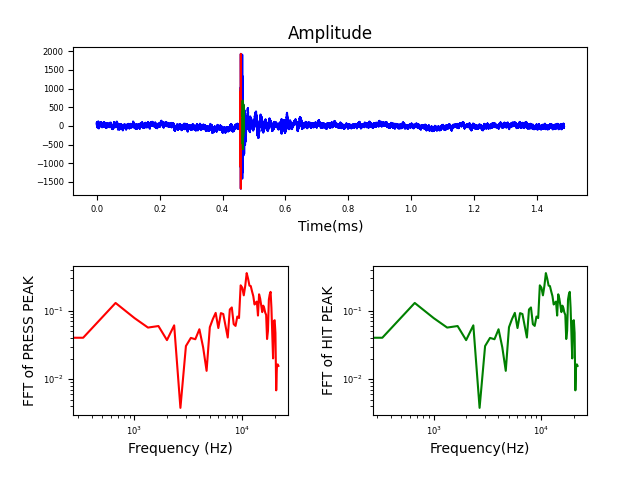 Amplitude
2000
1500
1000
500
0
−500
−1000
−1500
0.0 0.2 0.4 0.6 0.8 1.0 1.2 1.4
Time(ms)
FFT of PRESS PEAK
10⁻¹
10⁻²
10³ 10⁴
Frequency (Hz)
FFT of HIT PEAK
10⁻¹
10⁻²
10³ 10⁴
Frequency(Hz)